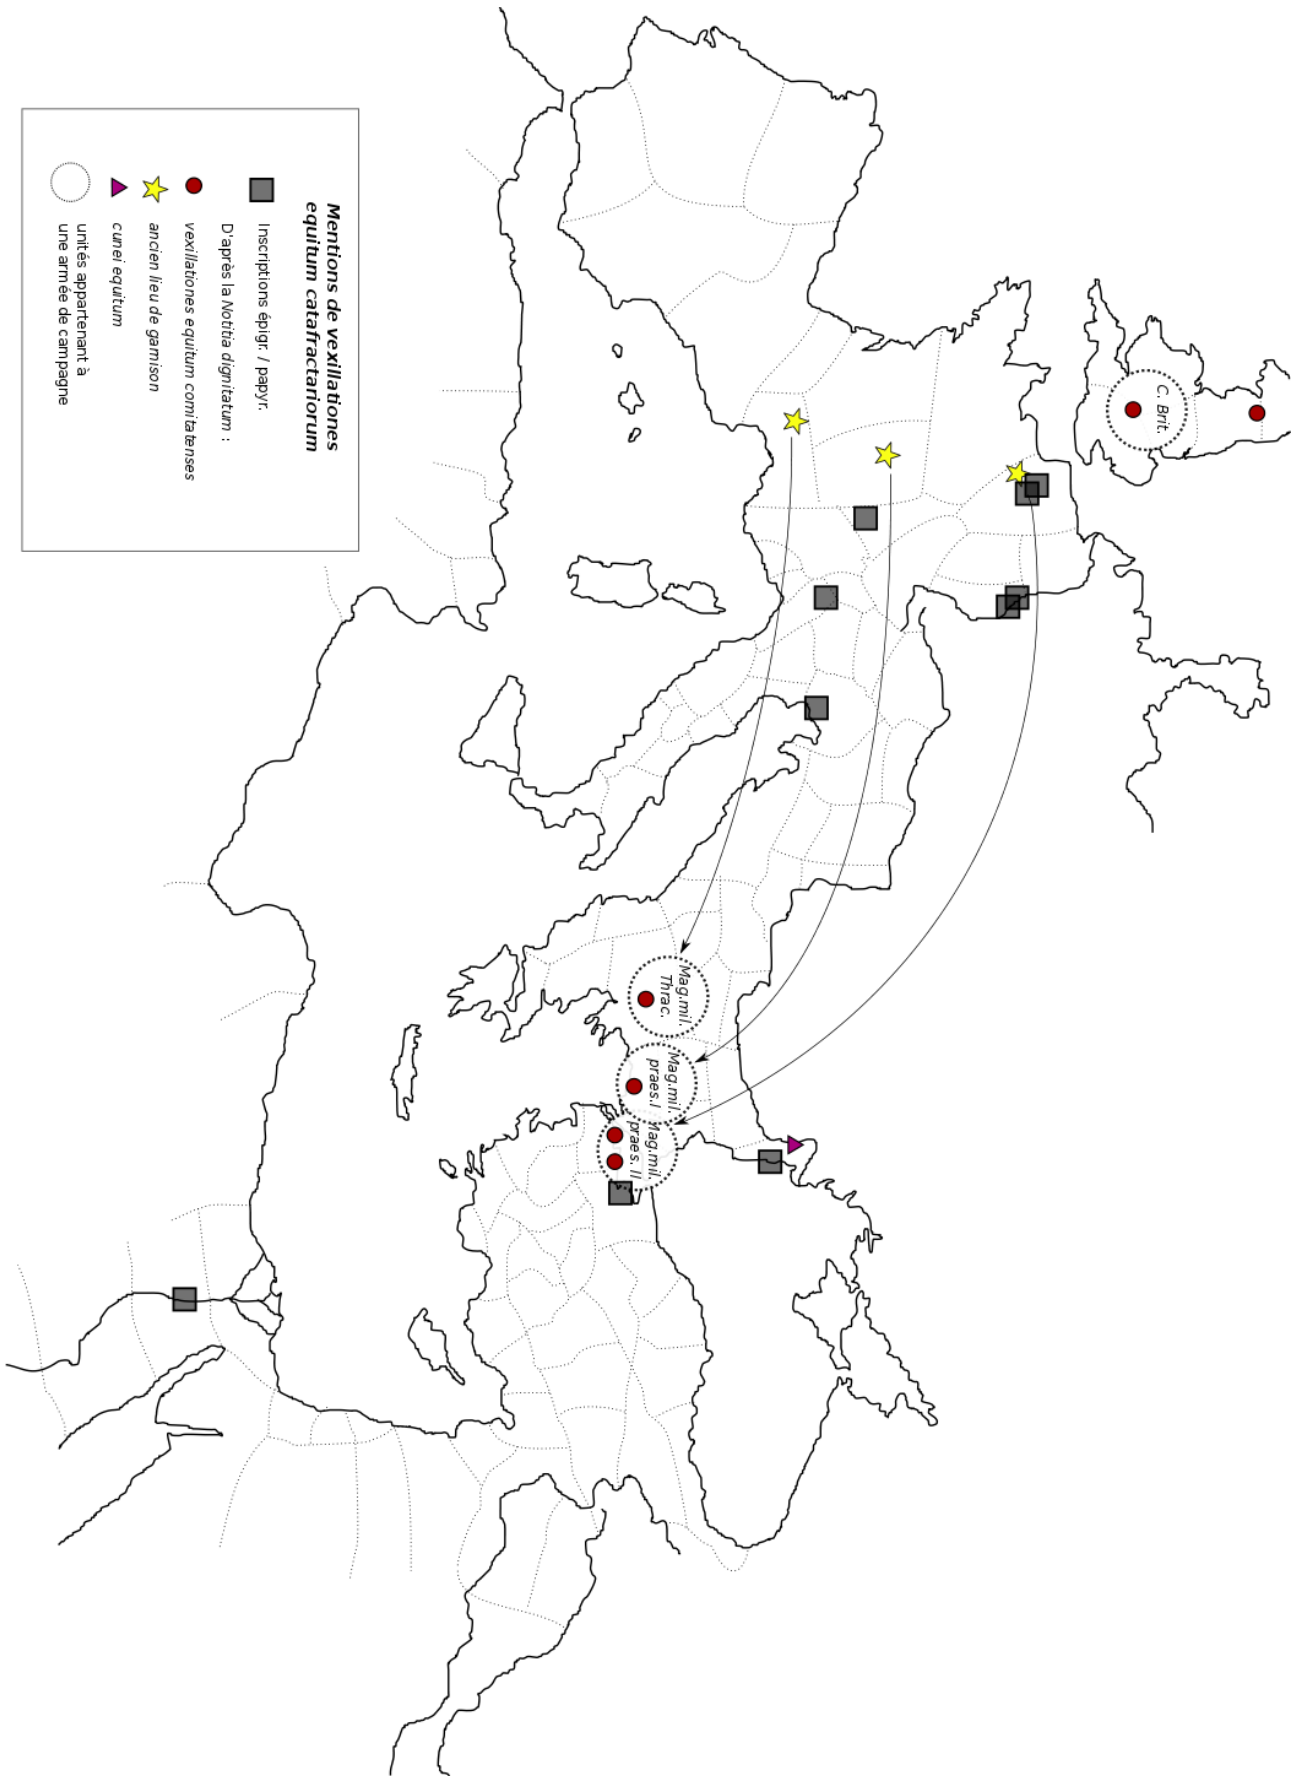 Mentions de vexillationes
equitum catafractariorum
Inscriptions épigr. / papyr.
D'après la Notitia dignitatum :
vexillationes equitum comitatenses
ancien lieu de garnison
cunei equitum
unités appartenant à
une armée de campagne
C. Brit.
Mag.mil.
Thrac.
Mag.mil.
praes.I
Mag.mil.
praes. II